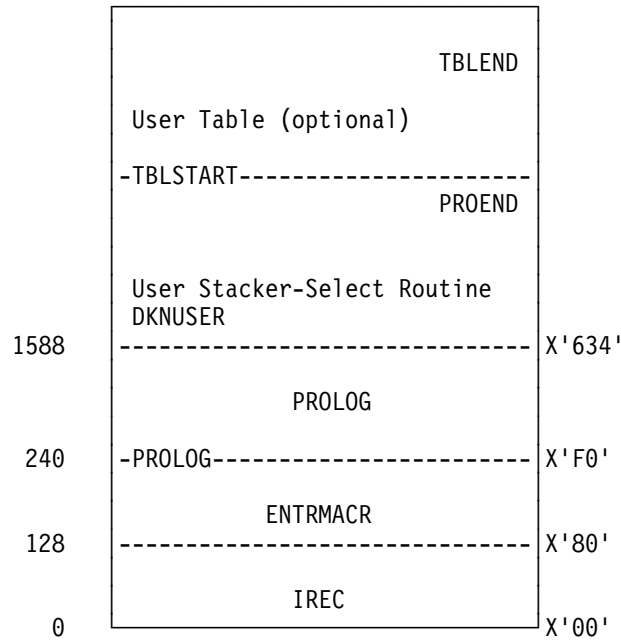 TBLEND
User Table (optional)
-TBLSTART----------------------
PROEND
User Stacker-Select Routine
DKNUSER
1588 ------------------------------- X'634'
PROLOG
240 -PROLOG------------------------ X'F0'
ENTRMACR
128 ------------------------------- X'80'
IREC
0 X'00'